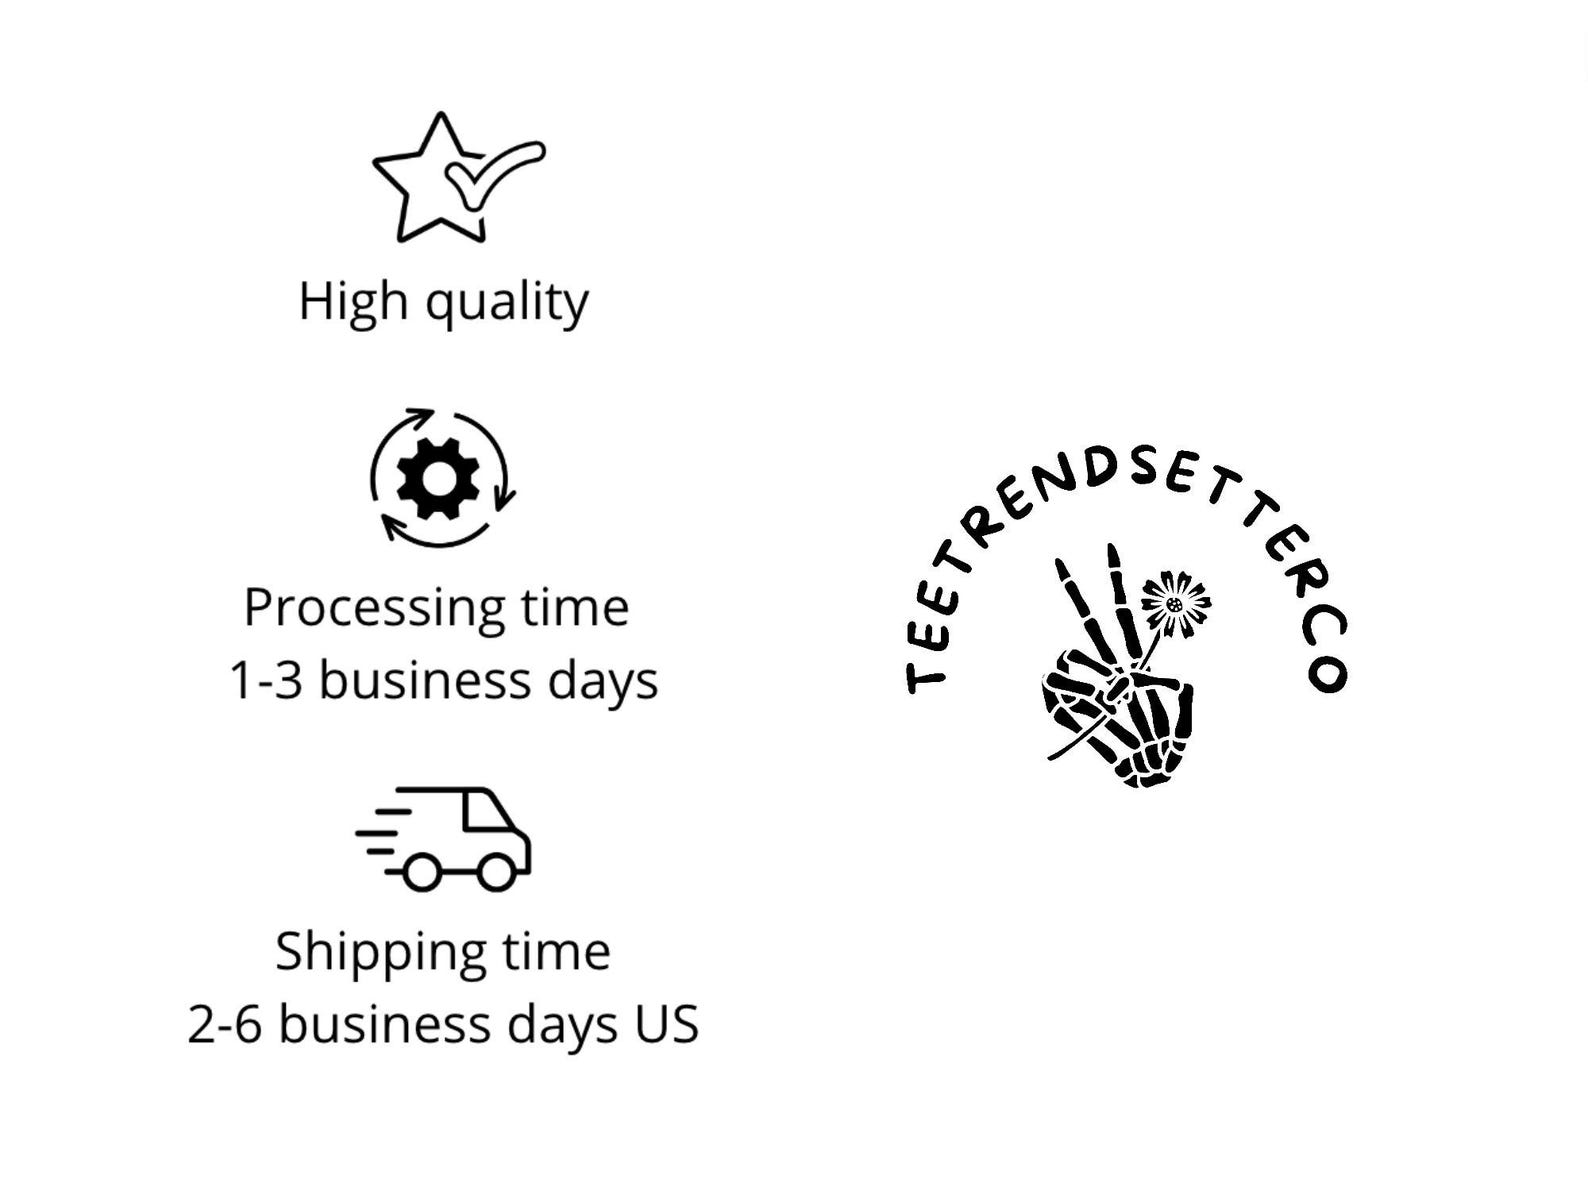 High quality
Processing time
1-3 business days
Shipping time
2-6 business days US
TEETRENDSETTERCO